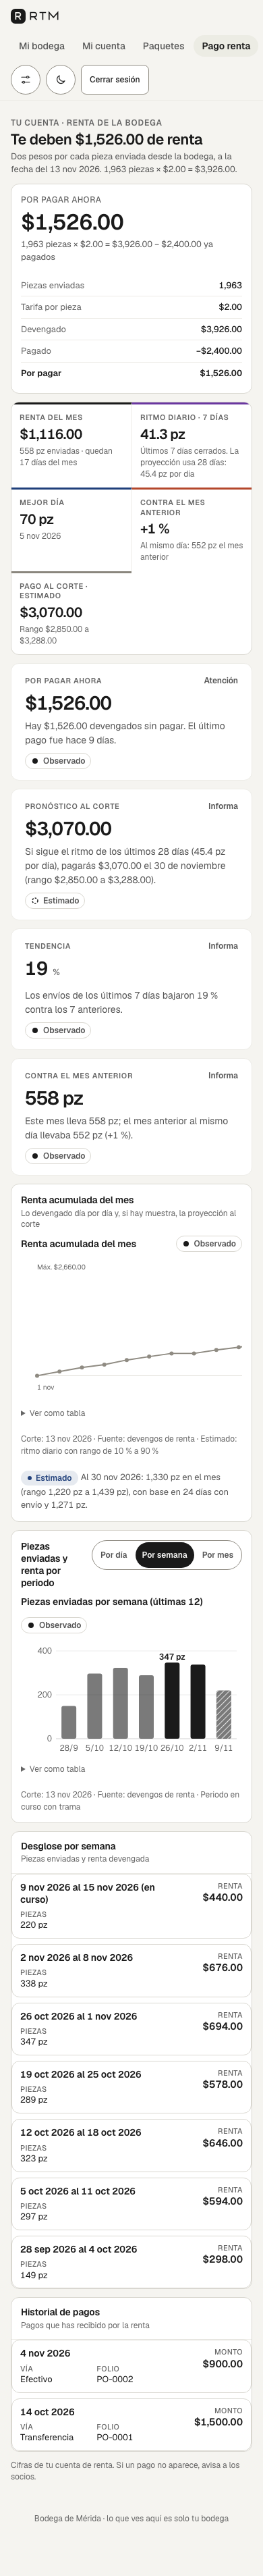 R RTM
Mi bodega Mi cuenta Paquetes Pago renta
Cerrar sesión
TU CUENTA · RENTA DE LA BODEGA
Te deben $1,526.00 de renta
Dos pesos por cada pieza enviada desde la bodega, a la
fecha del 13 nov 2026. 1,963 piezas × $2.00 = $3,926.00.
POR PAGAR AHORA
$1,526.00
1,963 piezas × $2.00 = $3,926.00 − $2,400.00 ya
pagados
Piezas enviadas 1,963
Tarifa por pieza $2.00
Devengado $3,926.00
Pagado −$2,400.00
Por pagar $1,526.00
RENTA DEL MES
$1,116.00
558 pz enviadas · quedan
17 días del mes
RITMO DIARIO · 7 DÍAS
41.3 pz
Últimos 7 días cerrados. La
proyección usa 28 días:
45.4 pz por día
MEJOR DÍA
70 pz
5 nov 2026
CONTRA EL MES
ANTERIOR
+1 %
Al mismo día: 552 pz el mes
anterior
PAGO AL CORTE ·
ESTIMADO
$3,070.00
Rango $2,850.00 a
$3,288.00
POR PAGAR AHORA Atención
$1,526.00
Hay $1,526.00 devengados sin pagar. El último
pago fue hace 9 días.
Observado
PRONÓSTICO AL CORTE Informa
$3,070.00
Si sigue el ritmo de los últimos 28 días (45.4 pz
por día), pagarás $3,070.00 el 30 de noviembre
(rango $2,850.00 a $3,288.00).
Estimado
TENDENCIA Informa
19 %
Los envíos de los últimos 7 días bajaron 19 %
contra los 7 anteriores.
Observado
CONTRA EL MES ANTERIOR Informa
558 pz
Este mes lleva 558 pz; el mes anterior al mismo
día llevaba 552 pz (+1 %).
Observado
Renta acumulada del mes
Lo devengado día por día y, si hay muestra, la proyección al
corte
Renta acumulada del mes Observado
Máx. $2,660.00
1 nov
Ver como tabla
Corte: 13 nov 2026 · Fuente: devengos de renta · Estimado:
ritmo diario con rango de 10 % a 90 %
Estimado Al 30 nov 2026: 1,330 pz en el mes
(rango 1,220 pz a 1,439 pz), con base en 24 días con
envío y 1,271 pz.
Piezas
enviadas y
renta por
periodo
Por día Por semana Por mes
Piezas enviadas por semana (últimas 12)
Observado
400
347 pz
200
0
28/9 5/10 12/10 19/10 26/10 2/11 9/11
Ver como tabla
Corte: 13 nov 2026 · Fuente: devengos de renta · Periodo en
curso con trama
Desglose por semana
Piezas enviadas y renta devengada
9 nov 2026 al 15 nov 2026 (en
curso)
RENTA
$440.00
PIEZAS
220 pz
2 nov 2026 al 8 nov 2026
RENTA
$676.00
PIEZAS
338 pz
26 oct 2026 al 1 nov 2026
RENTA
$694.00
PIEZAS
347 pz
19 oct 2026 al 25 oct 2026
RENTA
$578.00
PIEZAS
289 pz
12 oct 2026 al 18 oct 2026
RENTA
$646.00
PIEZAS
323 pz
5 oct 2026 al 11 oct 2026
RENTA
$594.00
PIEZAS
297 pz
28 sep 2026 al 4 oct 2026
RENTA
$298.00
PIEZAS
149 pz
Historial de pagos
Pagos que has recibido por la renta
4 nov 2026
MONTO
$900.00
VÍA FOLIO
Efectivo PO-0002
14 oct 2026
MONTO
$1,500.00
VÍA FOLIO
Transferencia PO-0001
Cifras de tu cuenta de renta. Si un pago no aparece, avisa a los
socios.
Bodega de Mérida · lo que ves aquí es solo tu bodega